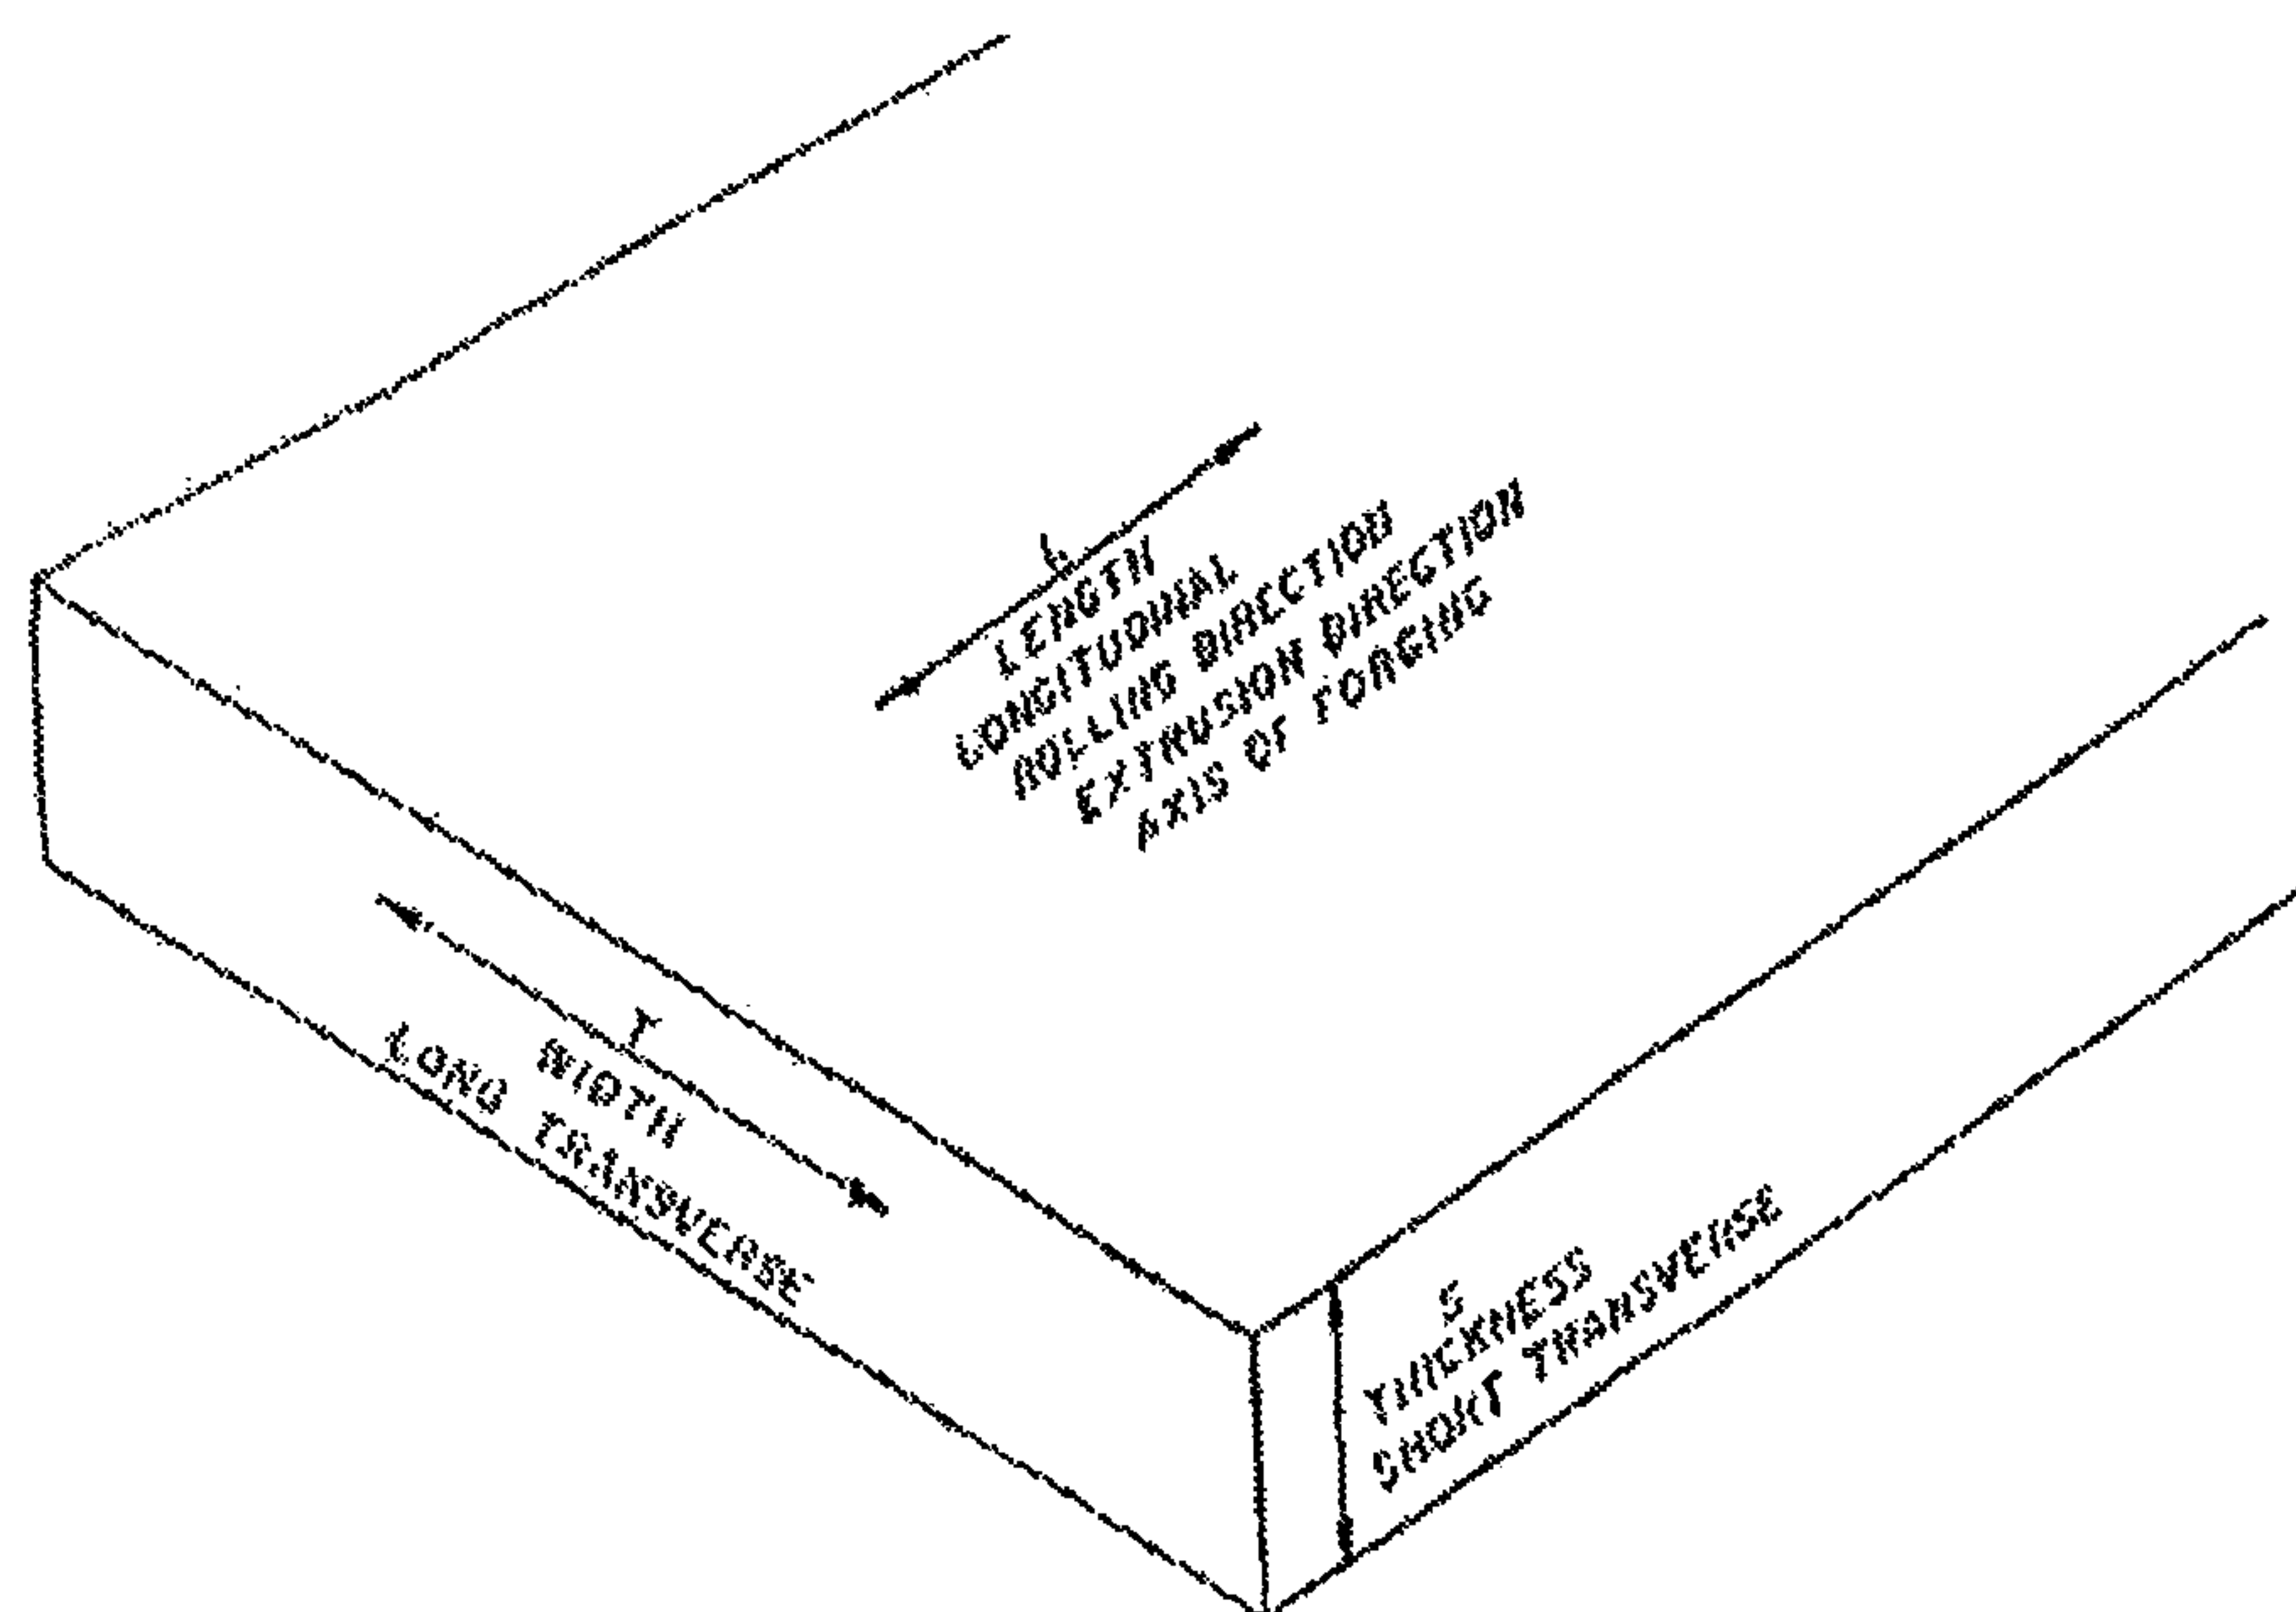 L
LENGTH
LONGITUDINAL
ROLLING DIRECTION
EXTRUSION DIRECTION
AXIS OF FORGING
T
WIDTH
LONG TRANSVERSE
S
THICKNESS
SHORT TRANSVERSE